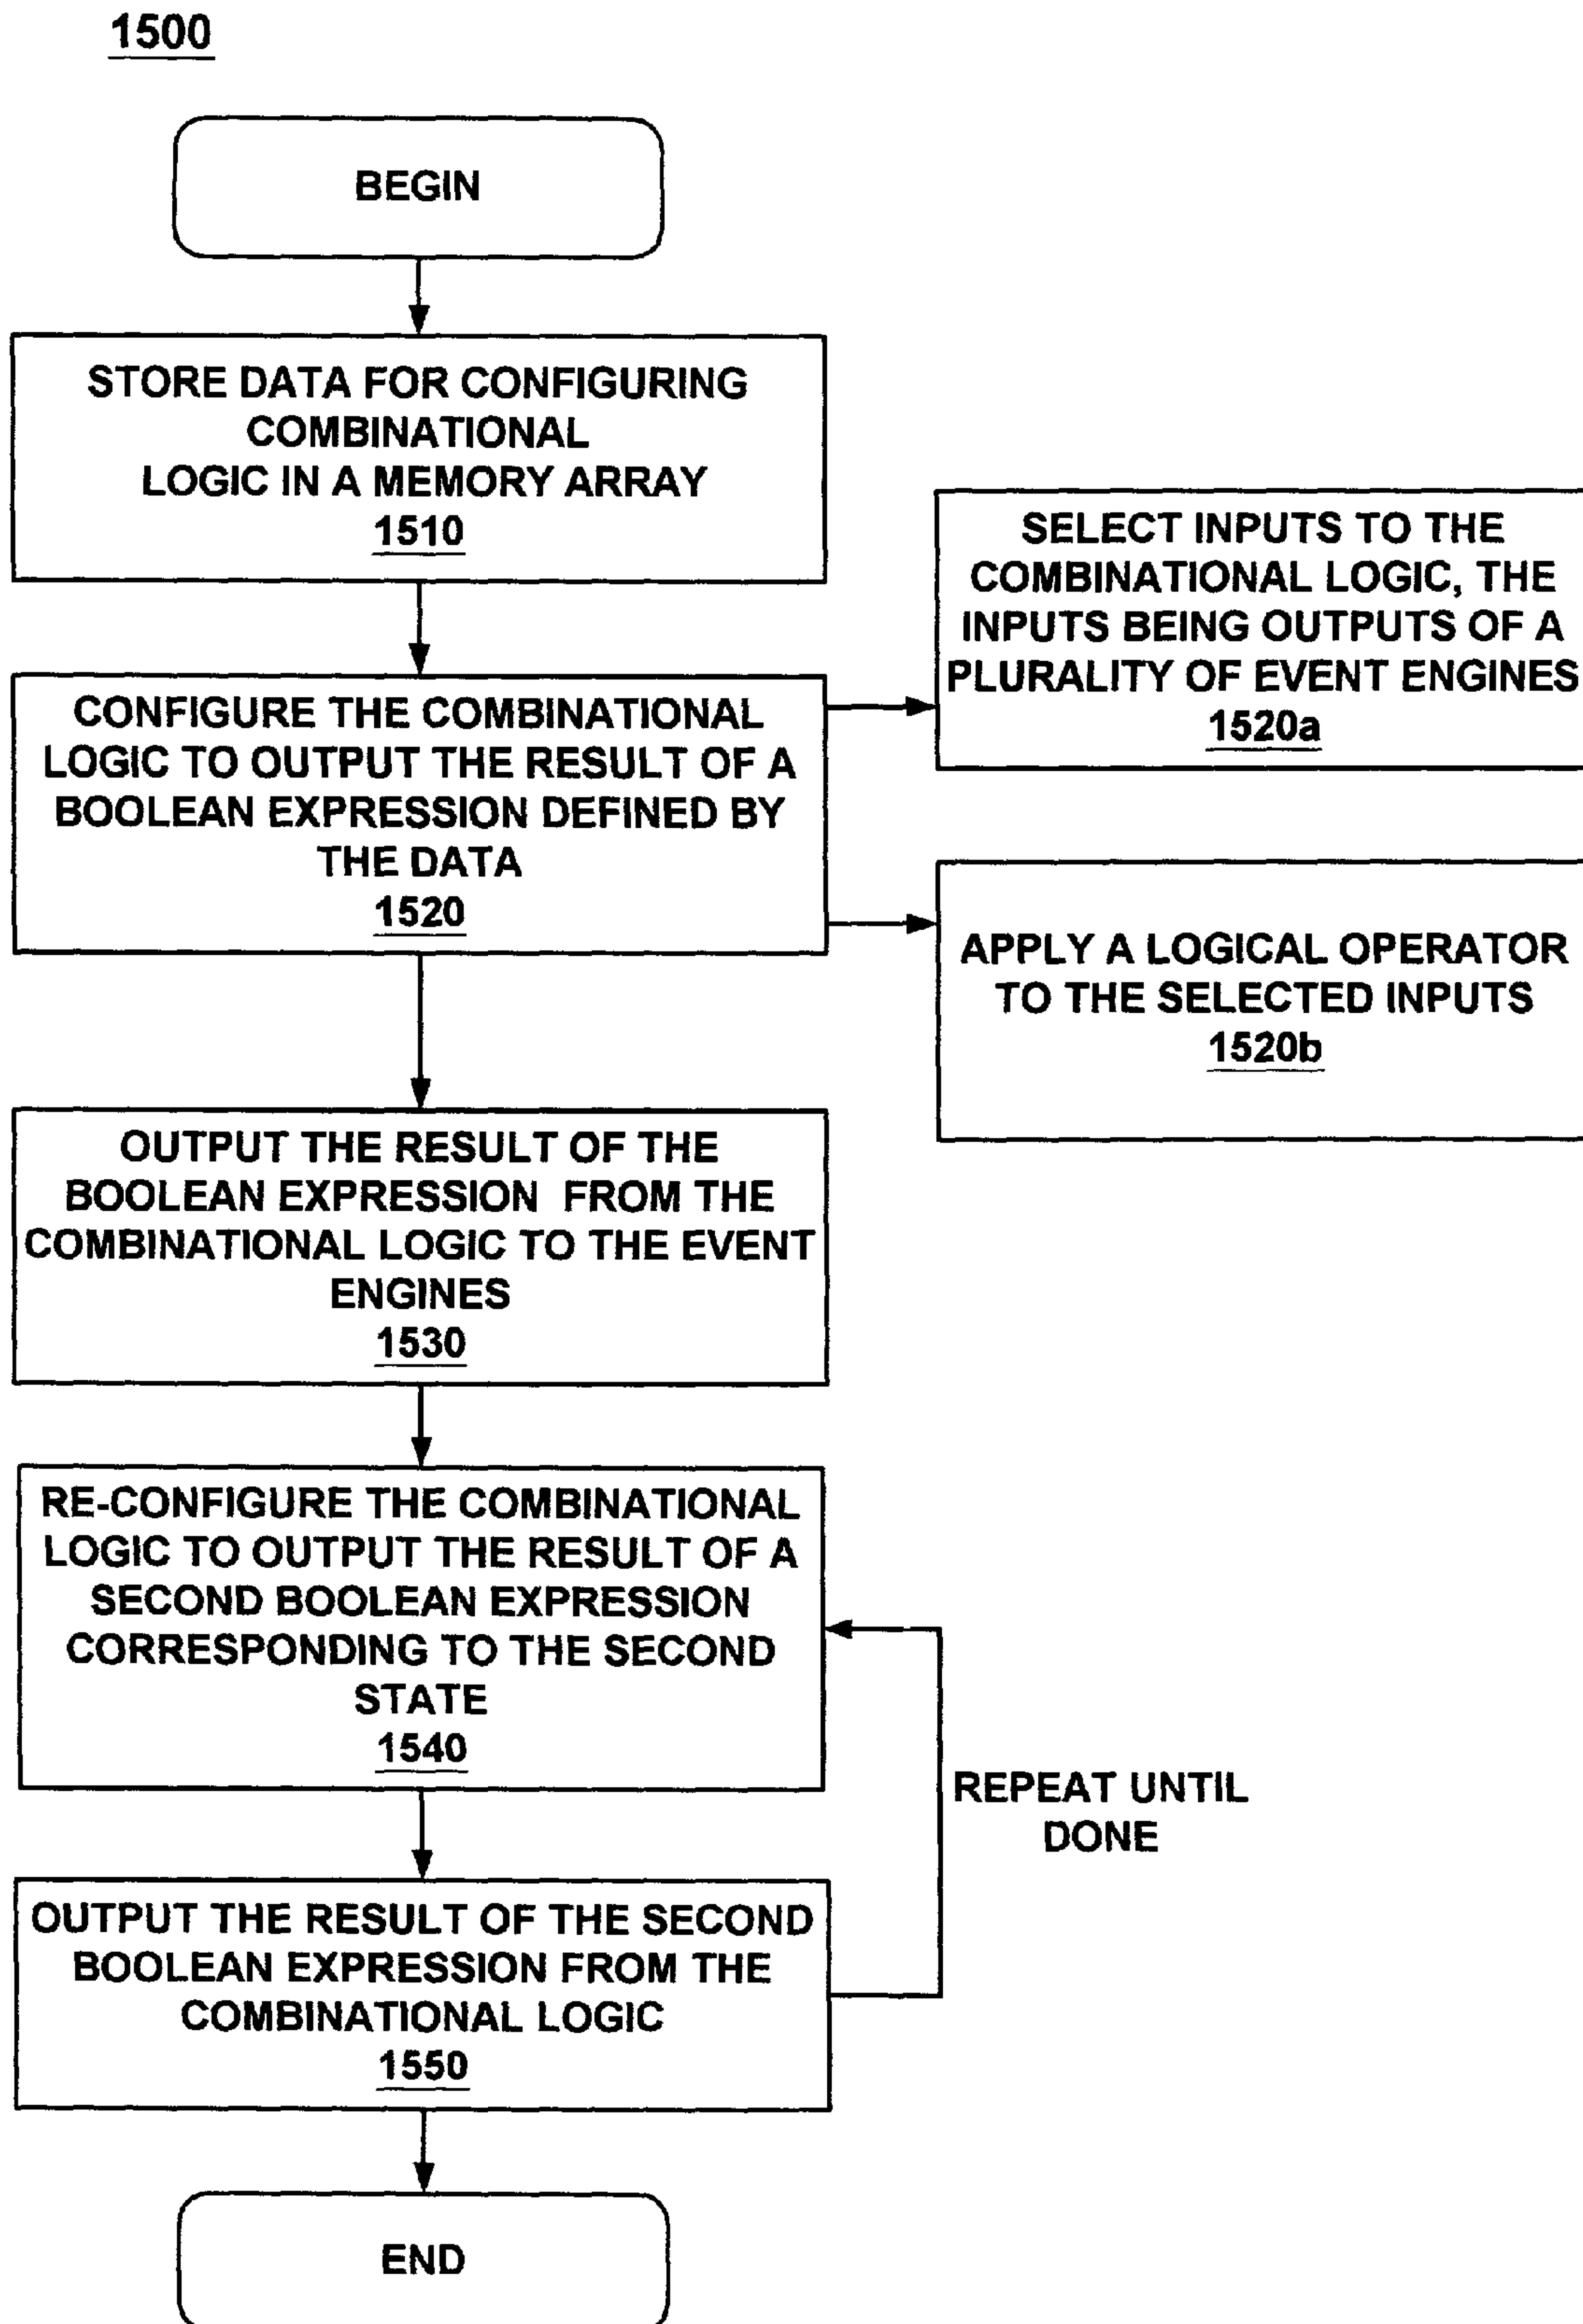 1500
BEGIN
STORE DATA FOR CONFIGURING
COMBINATIONAL
LOGIC IN A MEMORY ARRAY
1510
SELECT INPUTS TO THE
COMBINATIONAL LOGIC, THE
INPUTS BEING OUTPUTS OF A
PLURALITY OF EVENT ENGINES
1520a
CONFIGURE THE COMBINATIONAL
LOGIC TO OUTPUT THE RESULT OF A
BOOLEAN EXPRESSION DEFINED BY
THE DATA
1520
APPLY A LOGICAL OPERATOR
TO THE SELECTED INPUTS
1520b
OUTPUT THE RESULT OF THE
BOOLEAN EXPRESSION FROM THE
COMBINATIONAL LOGIC TO THE EVENT
ENGINES
1530
RE-CONFIGURE THE COMBINATIONAL
LOGIC TO OUTPUT THE RESULT OF A
SECOND BOOLEAN EXPRESSION
CORRESPONDING TO THE SECOND
STATE
1540
REPEAT UNTIL
DONE
OUTPUT THE RESULT OF THE SECOND
BOOLEAN EXPRESSION FROM THE
COMBINATIONAL LOGIC
1550
END